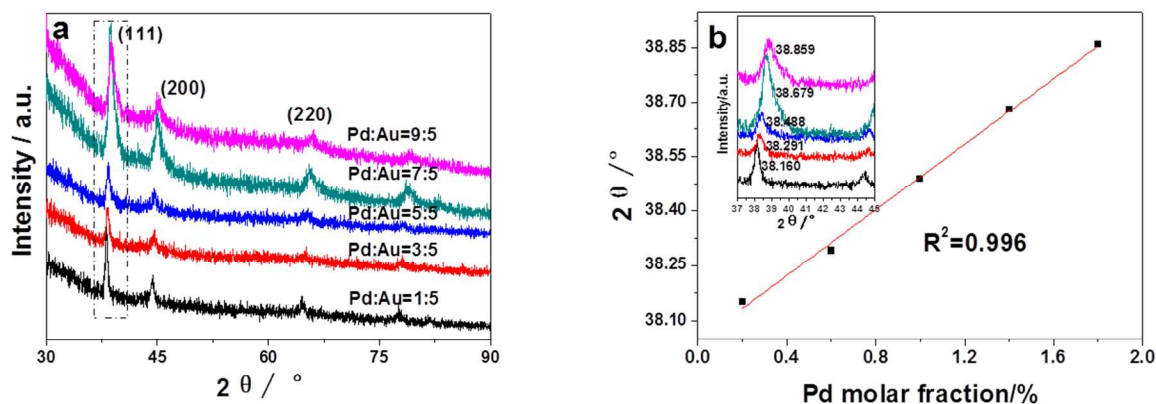 a
(111)
(200)
(220)
Pd:Au=9:5
Pd:Au=7:5
Pd:Au=5:5
Pd:Au=3:5
Pd:Au=1:5
Intensity / a.u.
30 45 60 75 90
2 θ / °
b
38.859
38.679
38.488
38.291
38.160
Intensity/a.u.
37 38 39 40 41 42 43 44 45
2 θ/°
R²=0.996
2 θ / °
38.85
38.70
38.55
38.40
38.25
38.10
0.0 0.4 0.8 1.2 1.6 2.0
Pd molar fraction/%